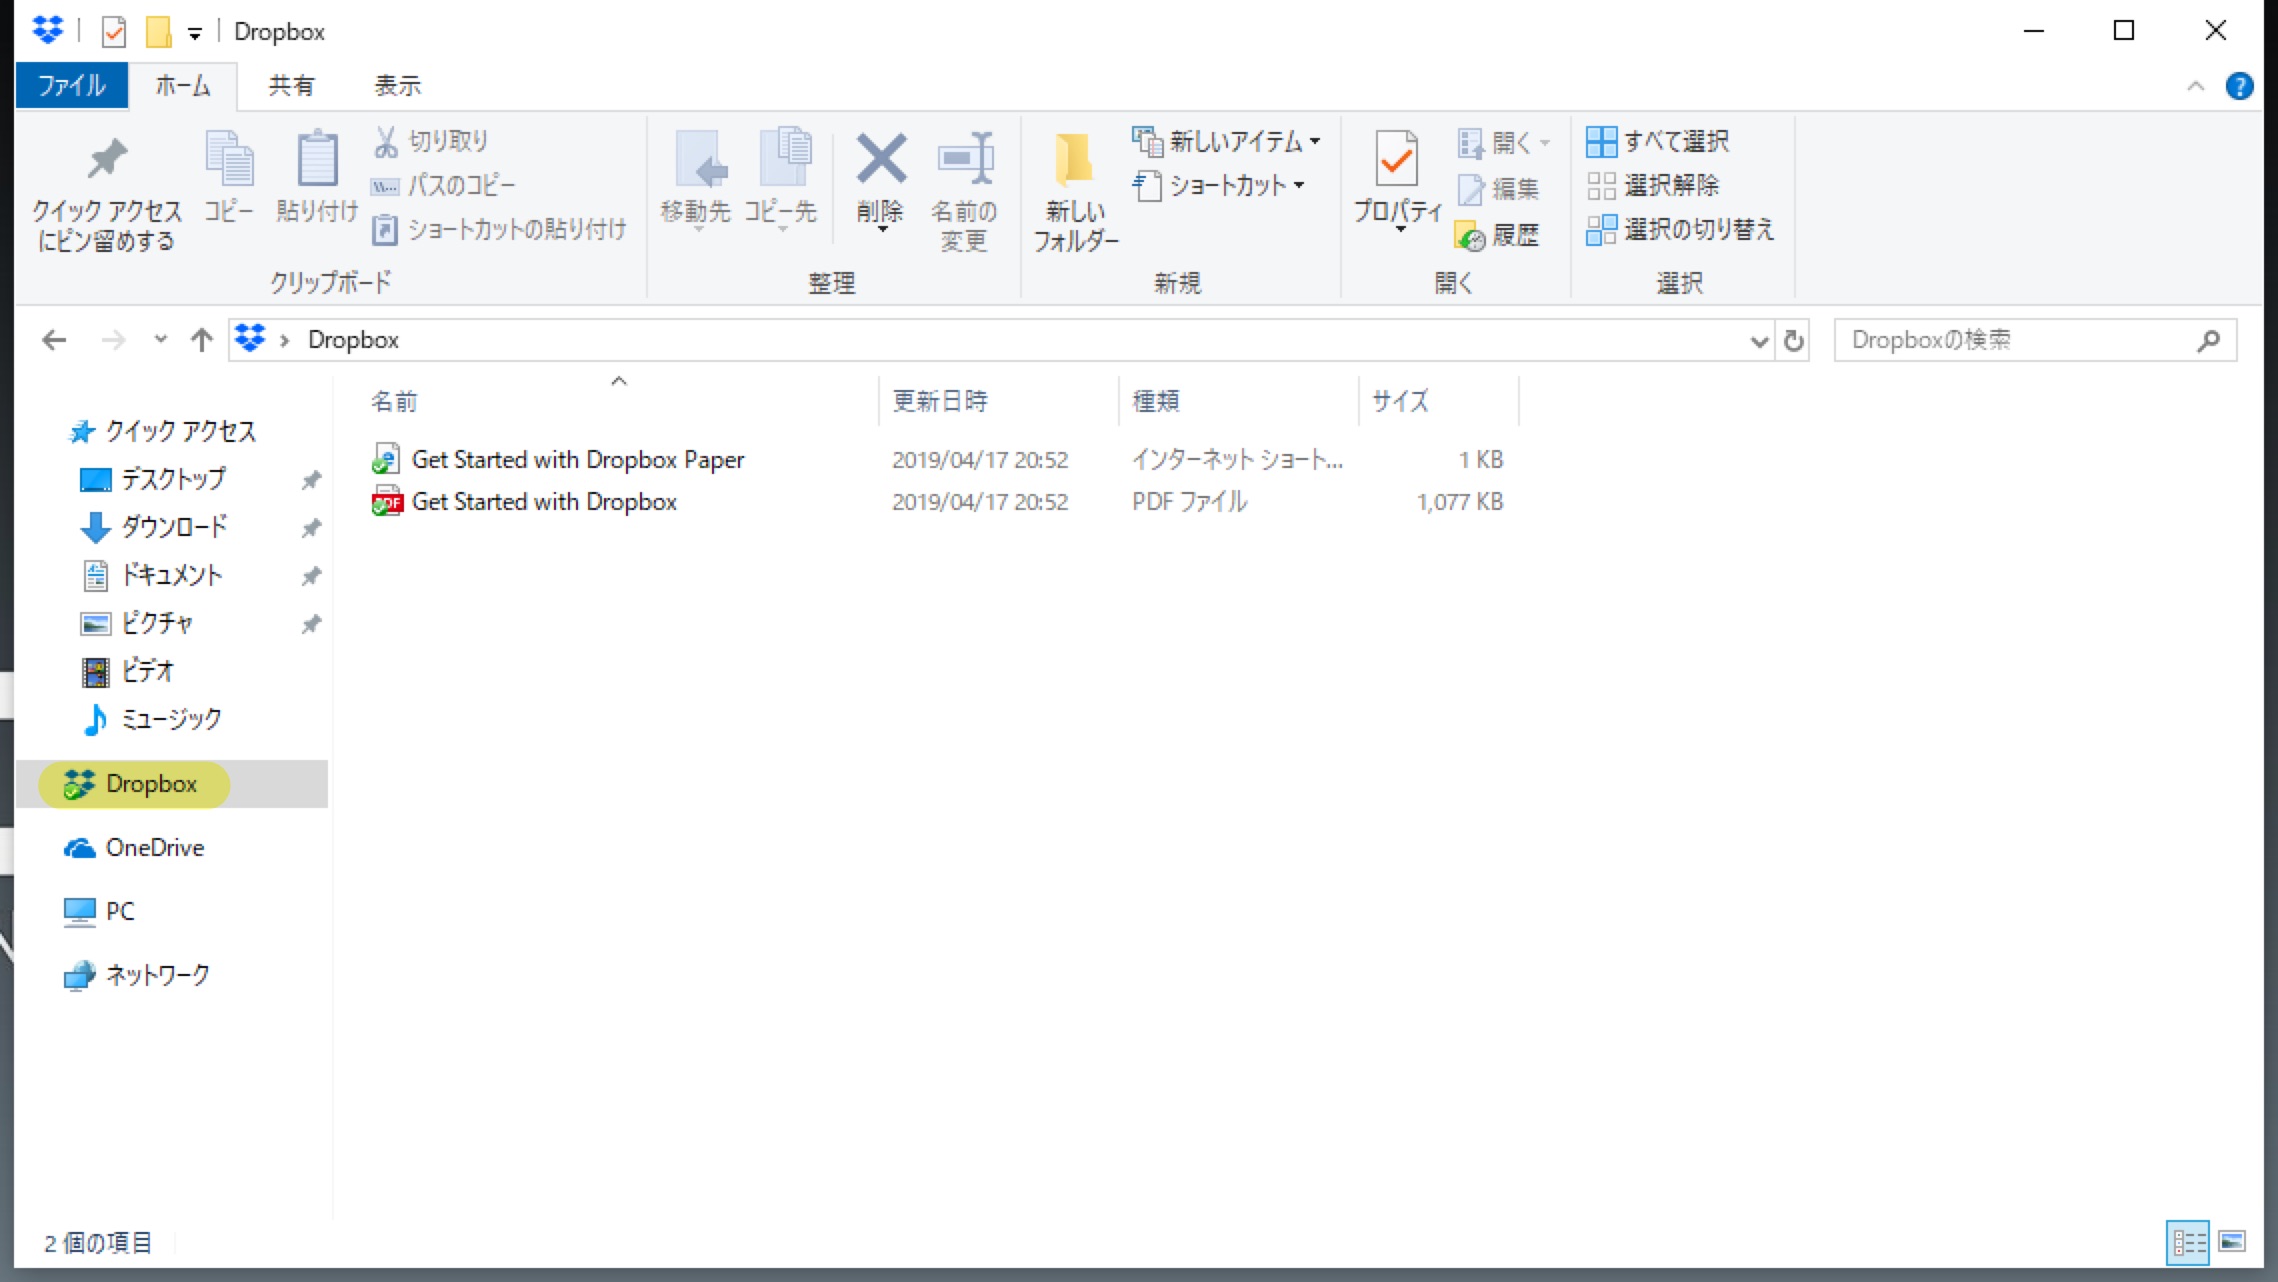 Dropbox
ファイル ホーム 共有 表示
クイック アクセス
にピン留めする
コピー
貼り付け
切り取り
パスのコピー
ショートカットの貼り付け
クリップボード
移動先
コピー先
削除
名前の
変更
整理
新しい
フォルダー
新しいアイテム
ショートカット
新規
プロパティ
開く
編集
履歴
開く
すべて選択
選択解除
選択の切り替え
選択
Dropbox
Dropboxの検索
名前 更新日時 種類 サイズ
Get Started with Dropbox Paper 2019/04/17 20:52 インターネット ショート... 1 KB
Get Started with Dropbox 2019/04/17 20:52 PDF ファイル 1,077 KB
クイック アクセス
デスクトップ
ダウンロード
ドキュメント
ピクチャ
ビデオ
ミュージック
Dropbox
OneDrive
PC
ネットワーク
2 個の項目